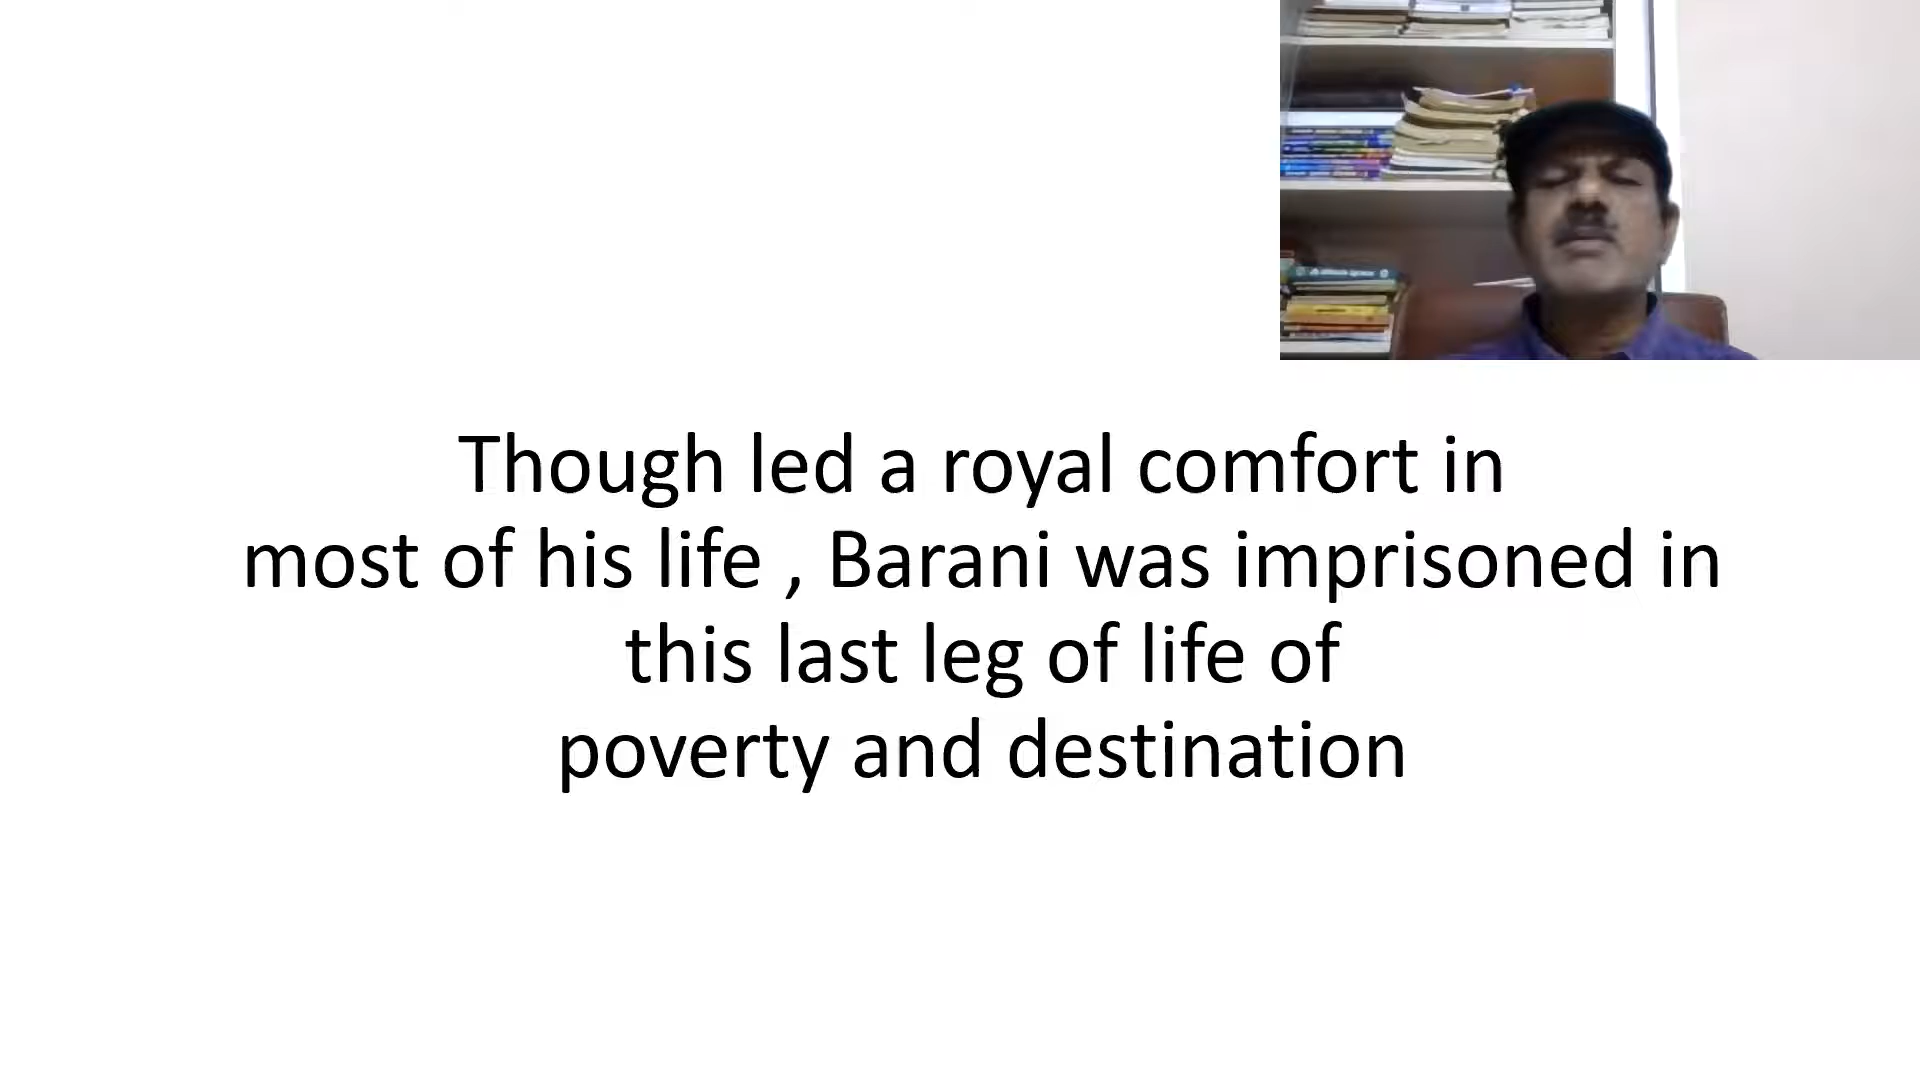 Though led a royal comfort in
most of his life , Barani was imprisoned in
this last leg of life of
poverty and destination